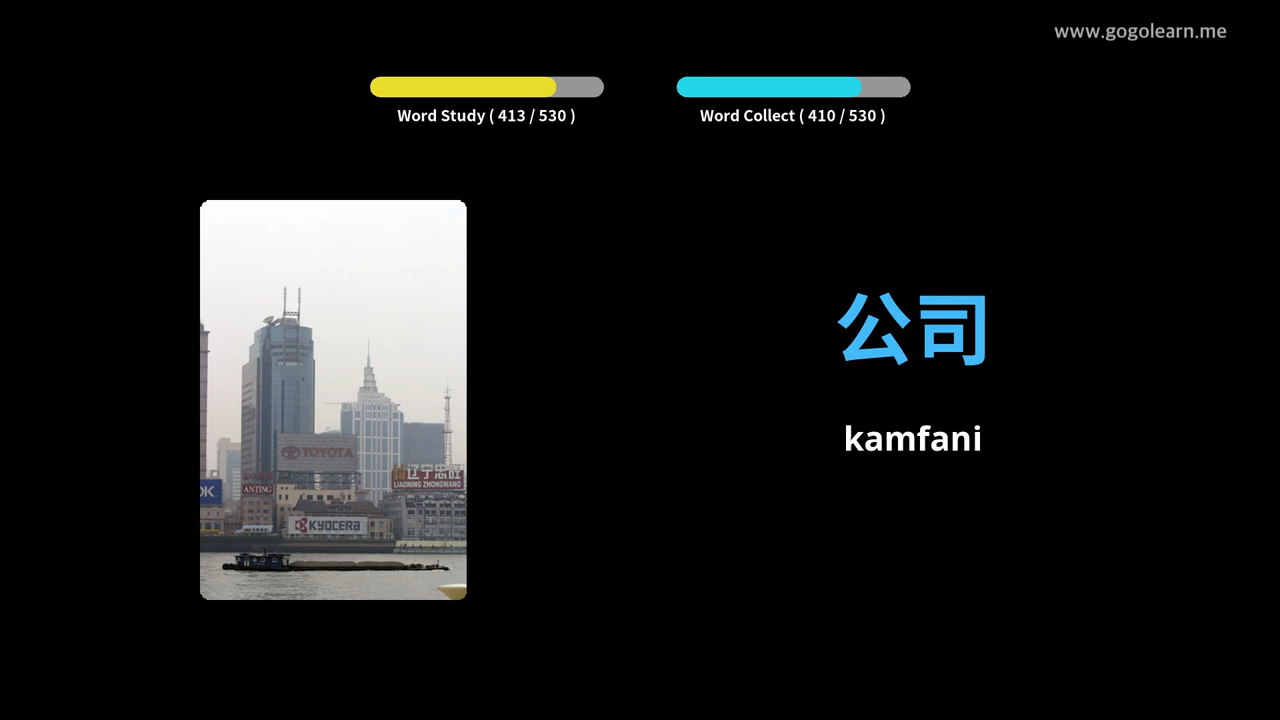 www.gogolearn.me
Word Study ( 413 / 530 )
Word Collect ( 410 / 530 )
公司
kamfani
TOYOTA
辽宁忠旺
LIAONING ZHONGWANG
ANTING
KYOCERA